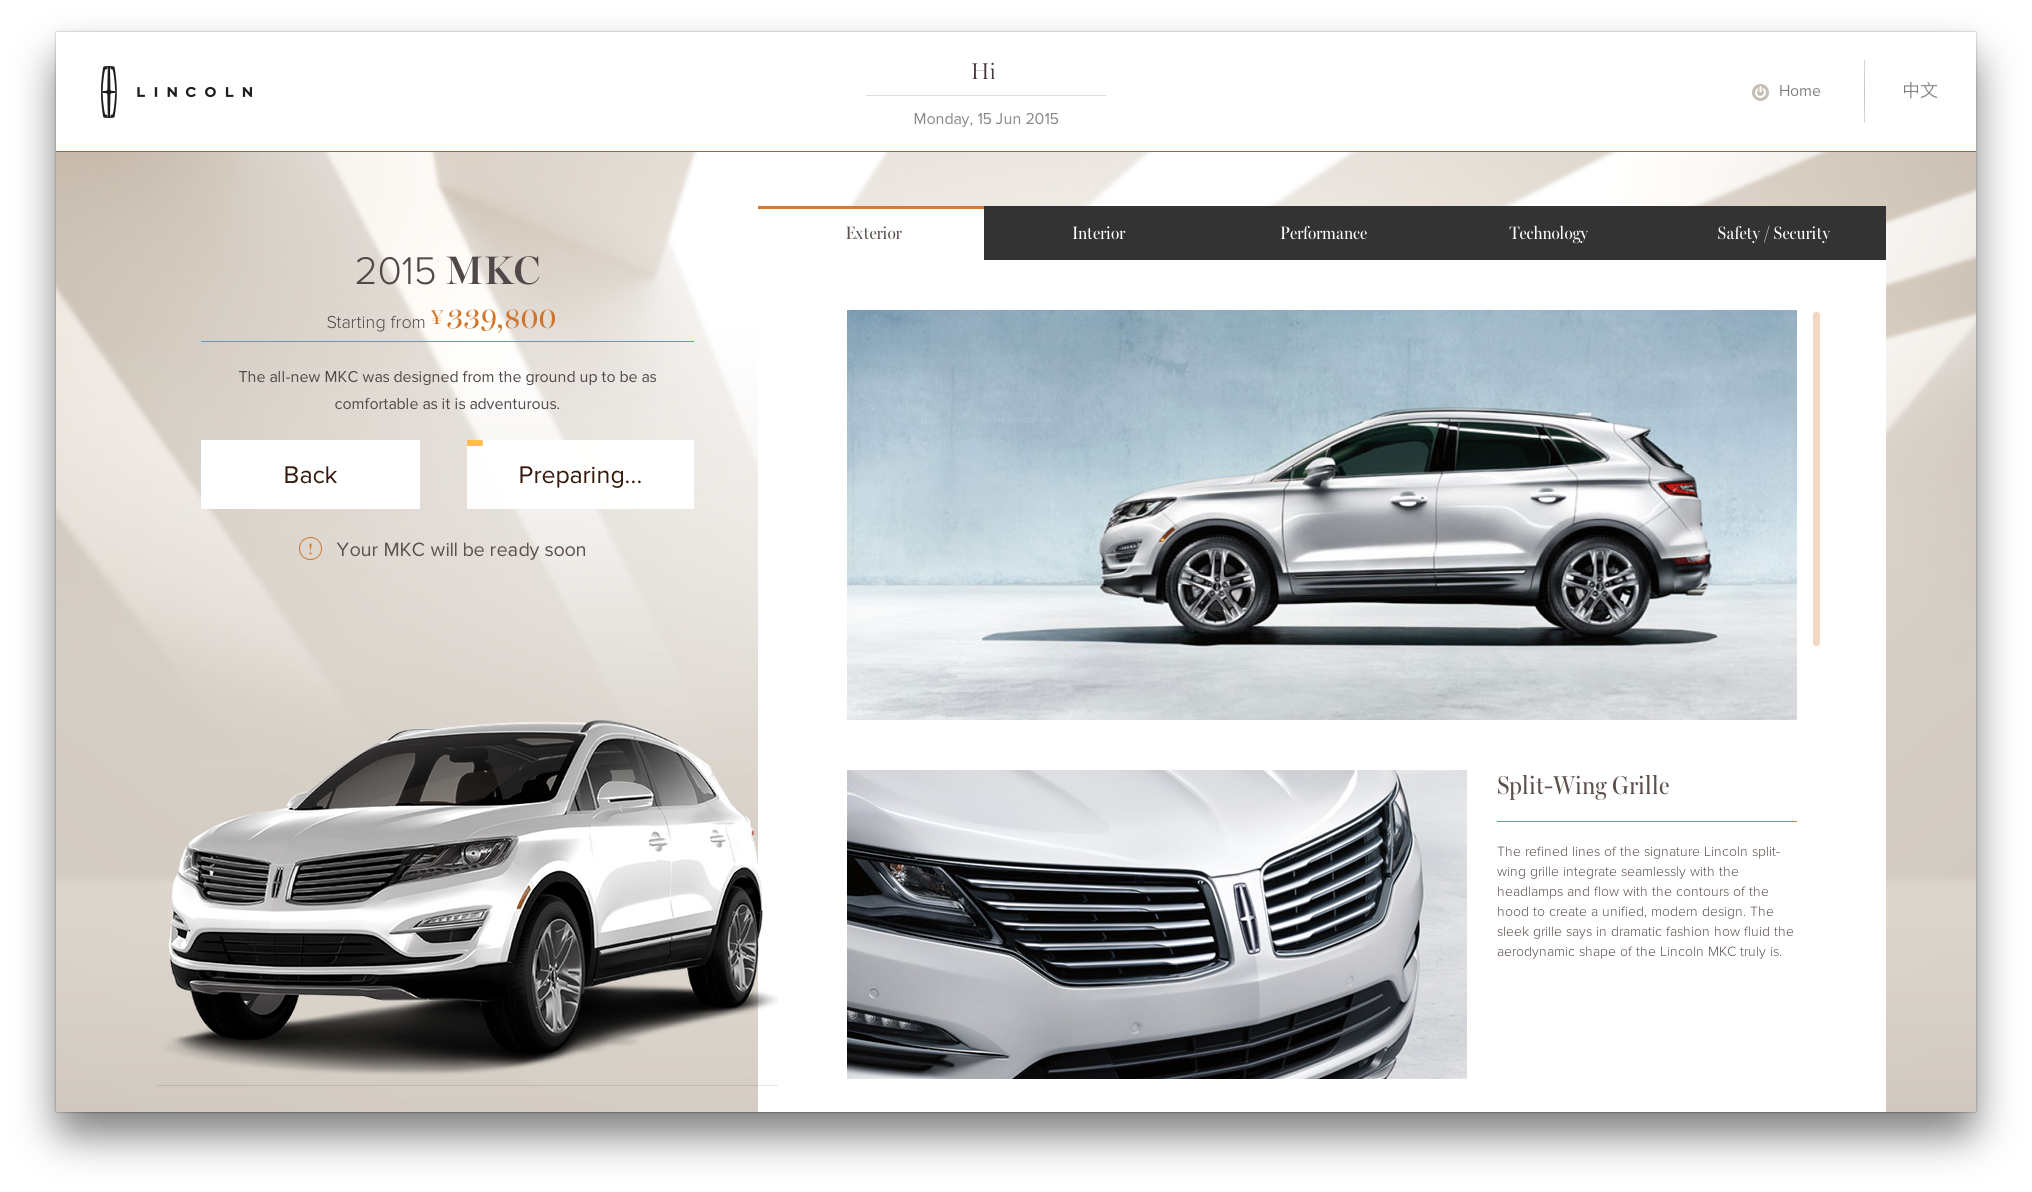 LINCOLN
Hi
Monday, 15 Jun 2015
Home
中文
Exterior
Interior
Performance
Technology
Safety / Security
2015 MKC
Starting from ¥339,800
The all-new MKC was designed from the ground up to be as
comfortable as it is adventurous.
Back
Preparing...
! Your MKC will be ready soon
Split-Wing Grille
The refined lines of the signature Lincoln split-
wing grille integrate seamlessly with the
headlamps and flow with the contours of the
hood to create a unified, modern design. The
sleek grille says in dramatic fashion how fluid the
aerodynamic shape of the Lincoln MKC truly is.